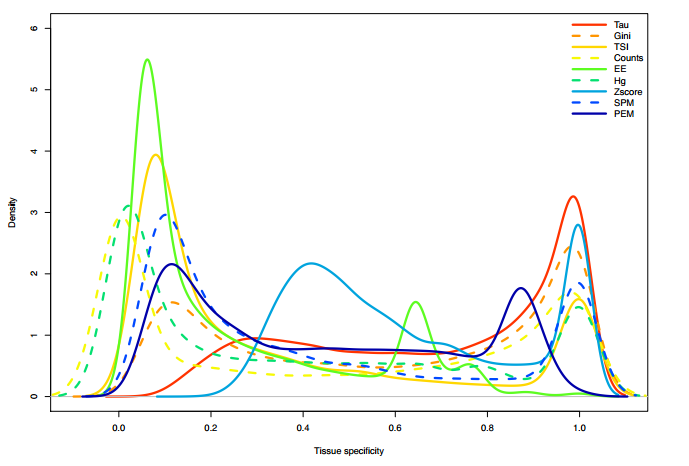 Tau
Gini
TSI
Counts
EE
Hg
Zscore
SPM
PEM
6
5
4
3
2
1
0
Density
0.0 0.2 0.4 0.6 0.8 1.0
Tissue specificity